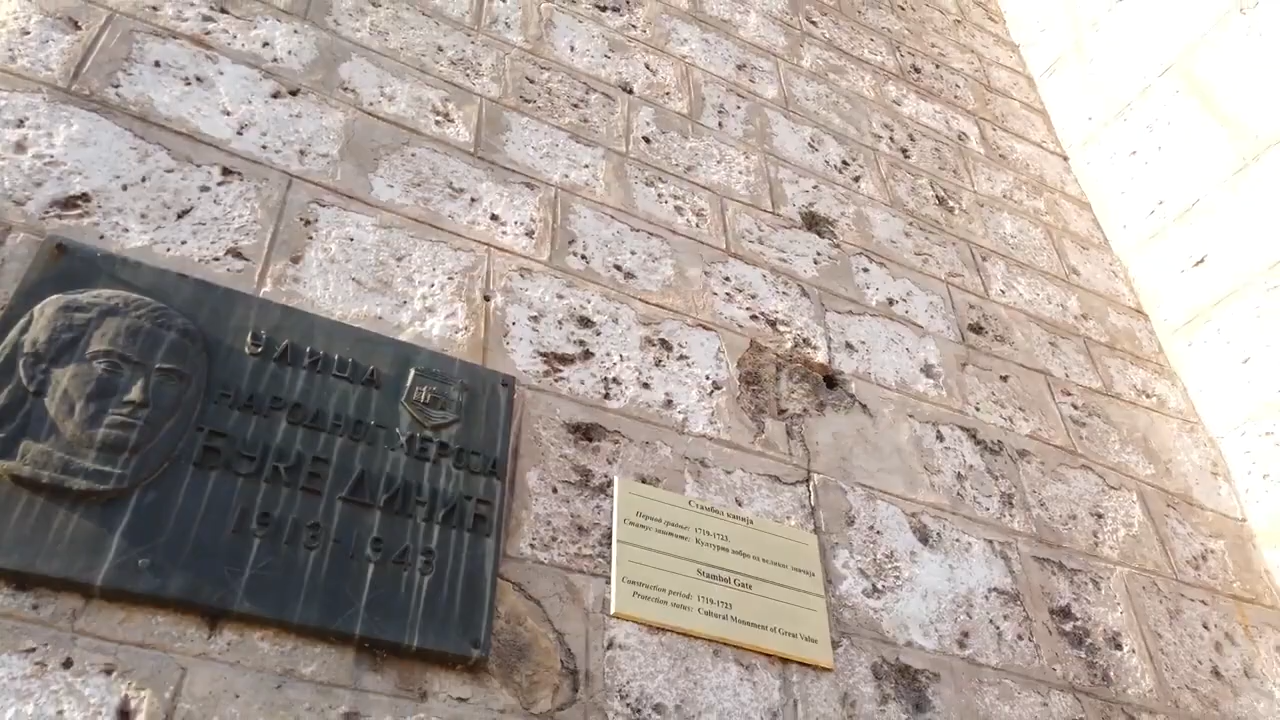 УЛИЦА
НАРОДНОГ ХЕРОЈА
ЂУКЕ ДИНИЋ
1913-1943
Стамбол капија
Период градње: 1719-1723.
Статус заштите: Културно добро од великог значаја
Stambol Gate
Construction period: 1719-1723
Protection status: Cultural Monument of Great Value